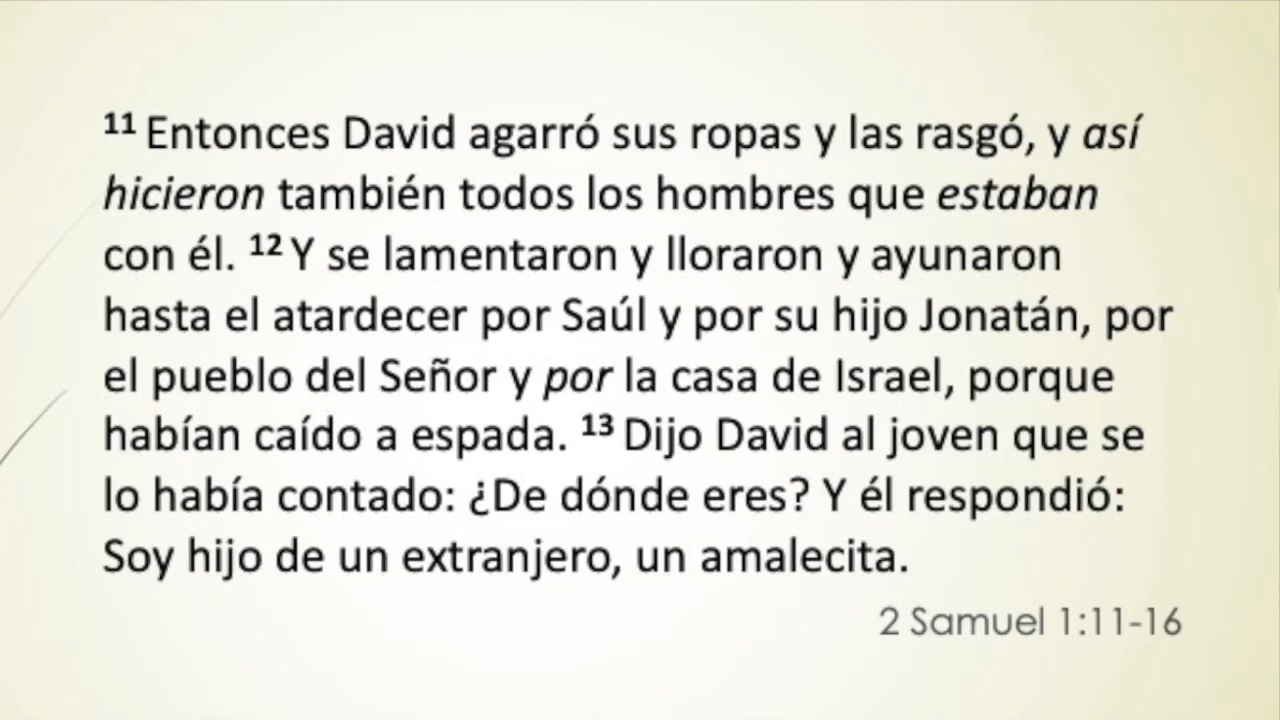 11 Entonces David agarró sus ropas y las rasgó, y así
hicieron también todos los hombres que estaban
con él. 12 Y se lamentaron y lloraron y ayunaron
hasta el atardecer por Saúl y por su hijo Jonatán, por
el pueblo del Señor y por la casa de Israel, porque
habían caído a espada. 13 Dijo David al joven que se
lo había contado: ¿De dónde eres? Y él respondió:
Soy hijo de un extranjero, un amalecita.
2 Samuel 1:11-16